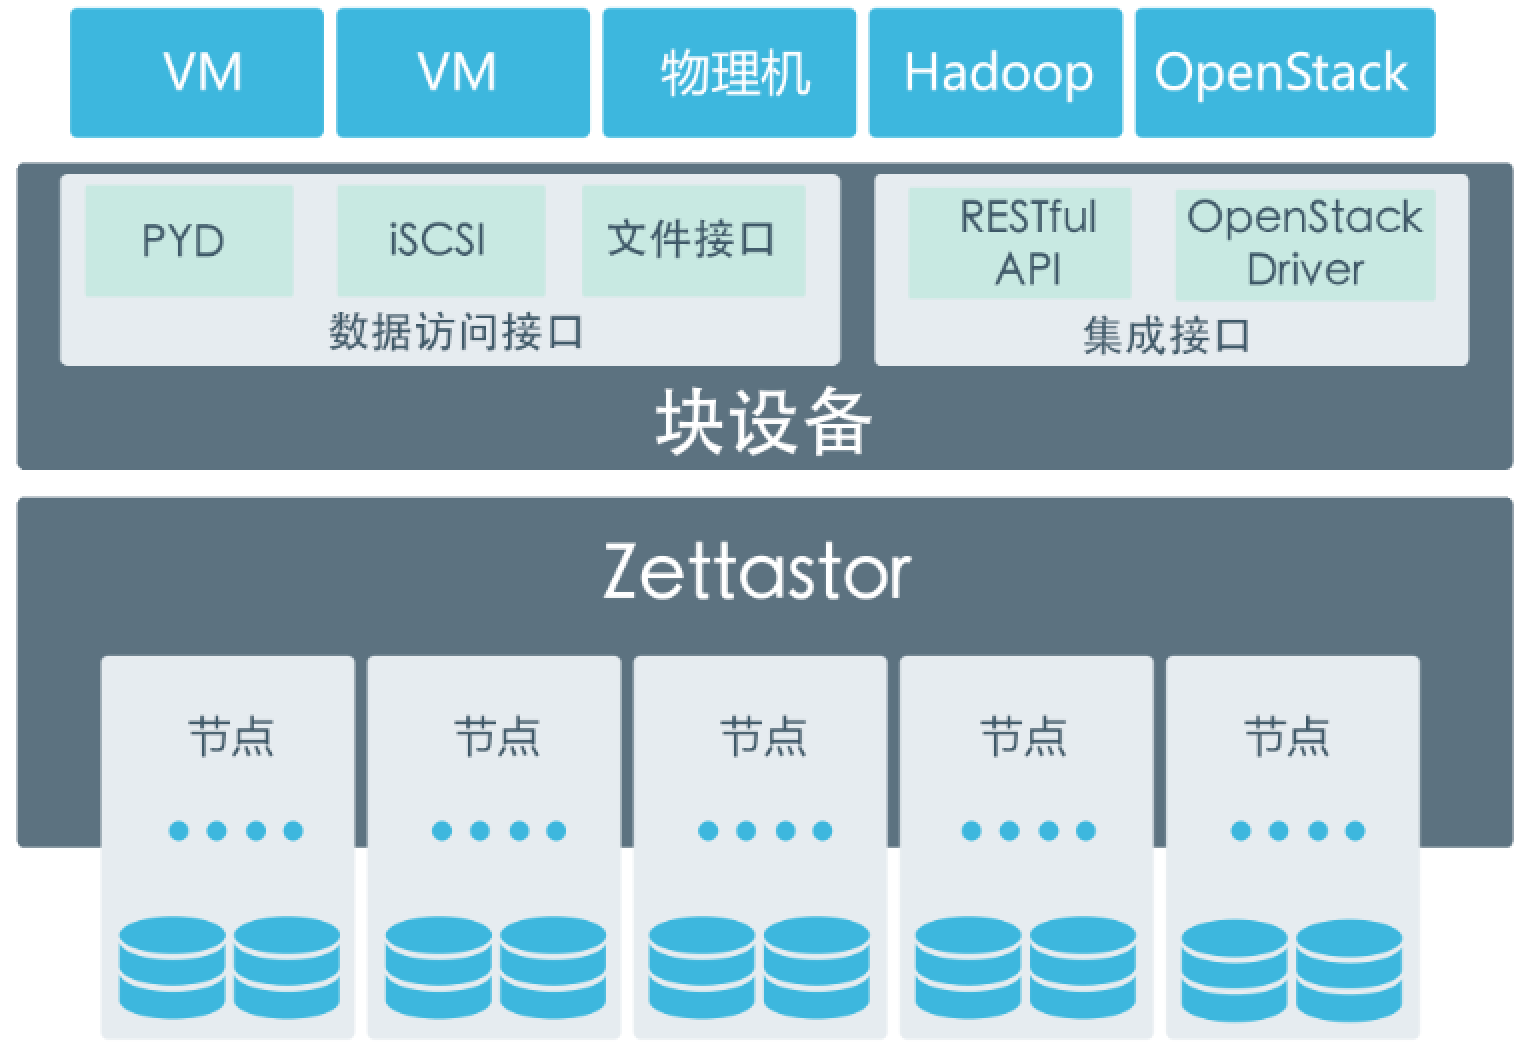 VM
VM
物理机
Hadoop
OpenStack
PYD
iSCSI
文件接口
数据访问接口
RESTful
API
OpenStack
Driver
集成接口
块设备
Zettastor
节点
节点
节点
节点
节点